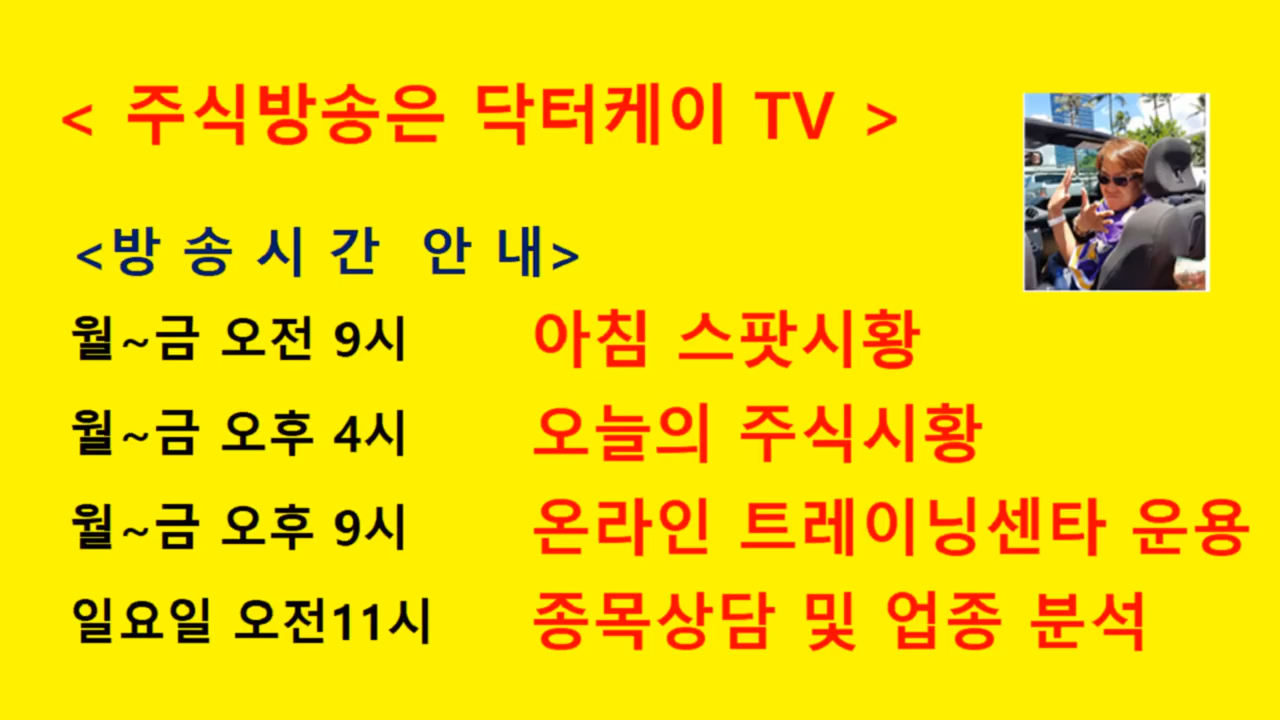 < 주식방송은 닥터케이 TV >
<방 송 시 간 안 내>
월~금 오전 9시 아침 스팟시황
월~금 오후 4시 오늘의 주식시황
월~금 오후 9시 온라인 트레이닝센타 운용
일요일 오전11시 종목상담 및 업종 분석